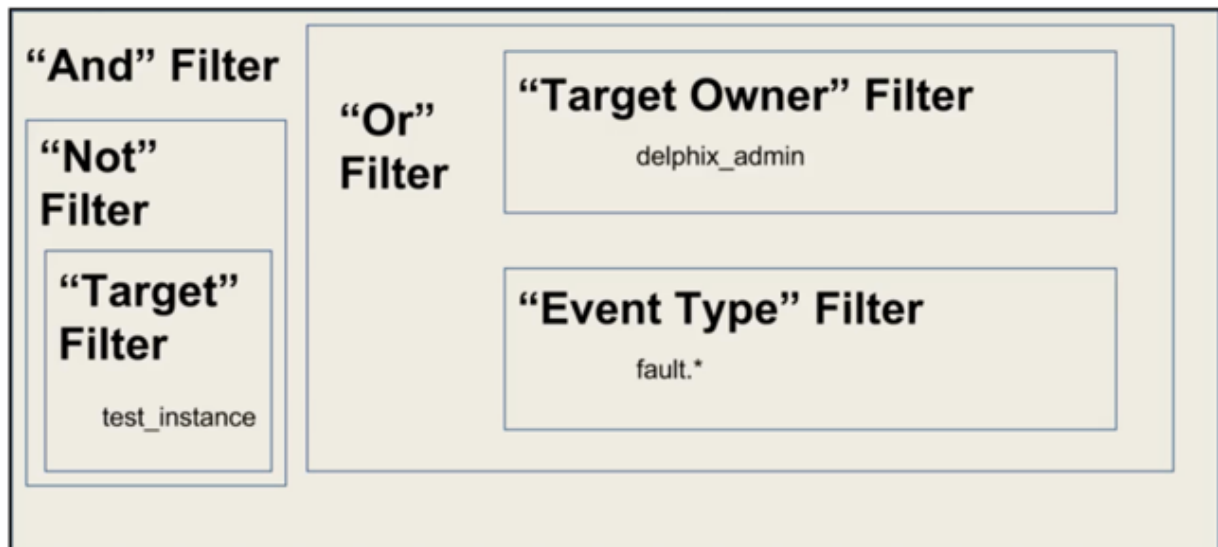 “And” Filter
“Not”
Filter
“Target”
Filter
test_instance
“Or”
Filter
“Target Owner” Filter
delphix_admin
“Event Type” Filter
fault.*